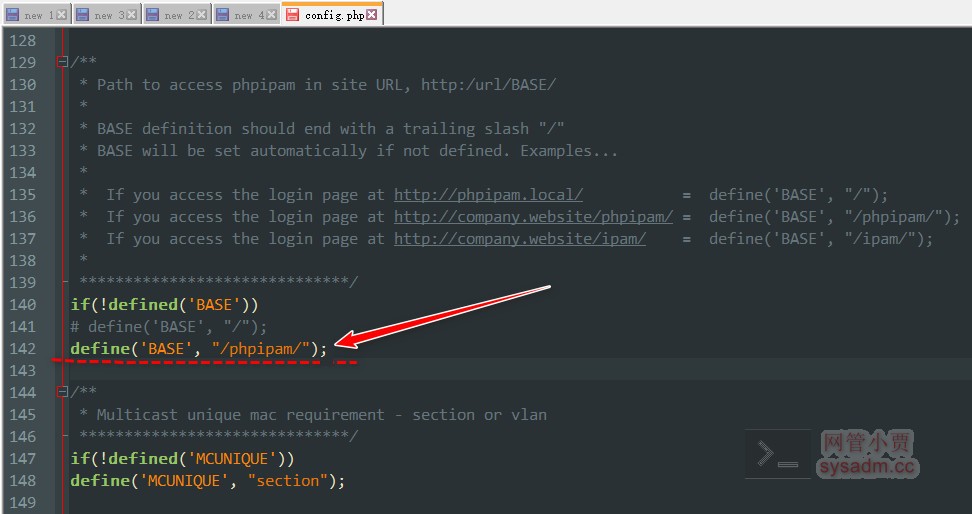 new 1 new 3 new 2 new 4 config.php
128
129 /**
130 * Path to access phpipam in site URL, http:/url/BASE/
131 *
132 * BASE definition should end with a trailing slash "/"
133 * BASE will be set automatically if not defined. Examples...
134 *
135 *  If you access the login page at http://phpipam.local/ =  define('BASE', "/");
136 *  If you access the login page at http://company.website/phpipam/ =  define('BASE', "/phpipam/");
137 *  If you access the login page at http://company.website/ipam/ =  define('BASE', "/ipam/");
138 *
139 ******************************/
140 if(!defined('BASE'))
141 # define('BASE', "/");
142 define('BASE', "/phpipam/");
143
144 /**
145 * Multicast unique mac requirement - section or vlan
146 ******************************/
147 if(!defined('MCUNIQUE'))
148 define('MCUNIQUE', "section");
149
>_ 网管小贾
sysadm.cc